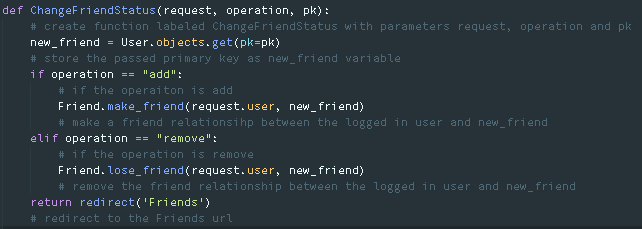 def ChangeFriendStatus(request, operation, pk):
    # create function labeled ChangeFriendStatus with parameters request, operation and pk
    new_friend = User.objects.get(pk=pk)
    # store the passed primary key as new_friend variable
    if operation == "add":
        # if the operaiton is add
        Friend.make_friend(request.user, new_friend)
        # make a friend relationsihp between the logged in user and new_friend
    elif operation == "remove":
        # if the operation is remove
        Friend.lose_friend(request.user, new_friend)
        # remove the friend relationshp between the logged in user and new_friend
    return redirect('Friends')
    # redirect to the Friends url